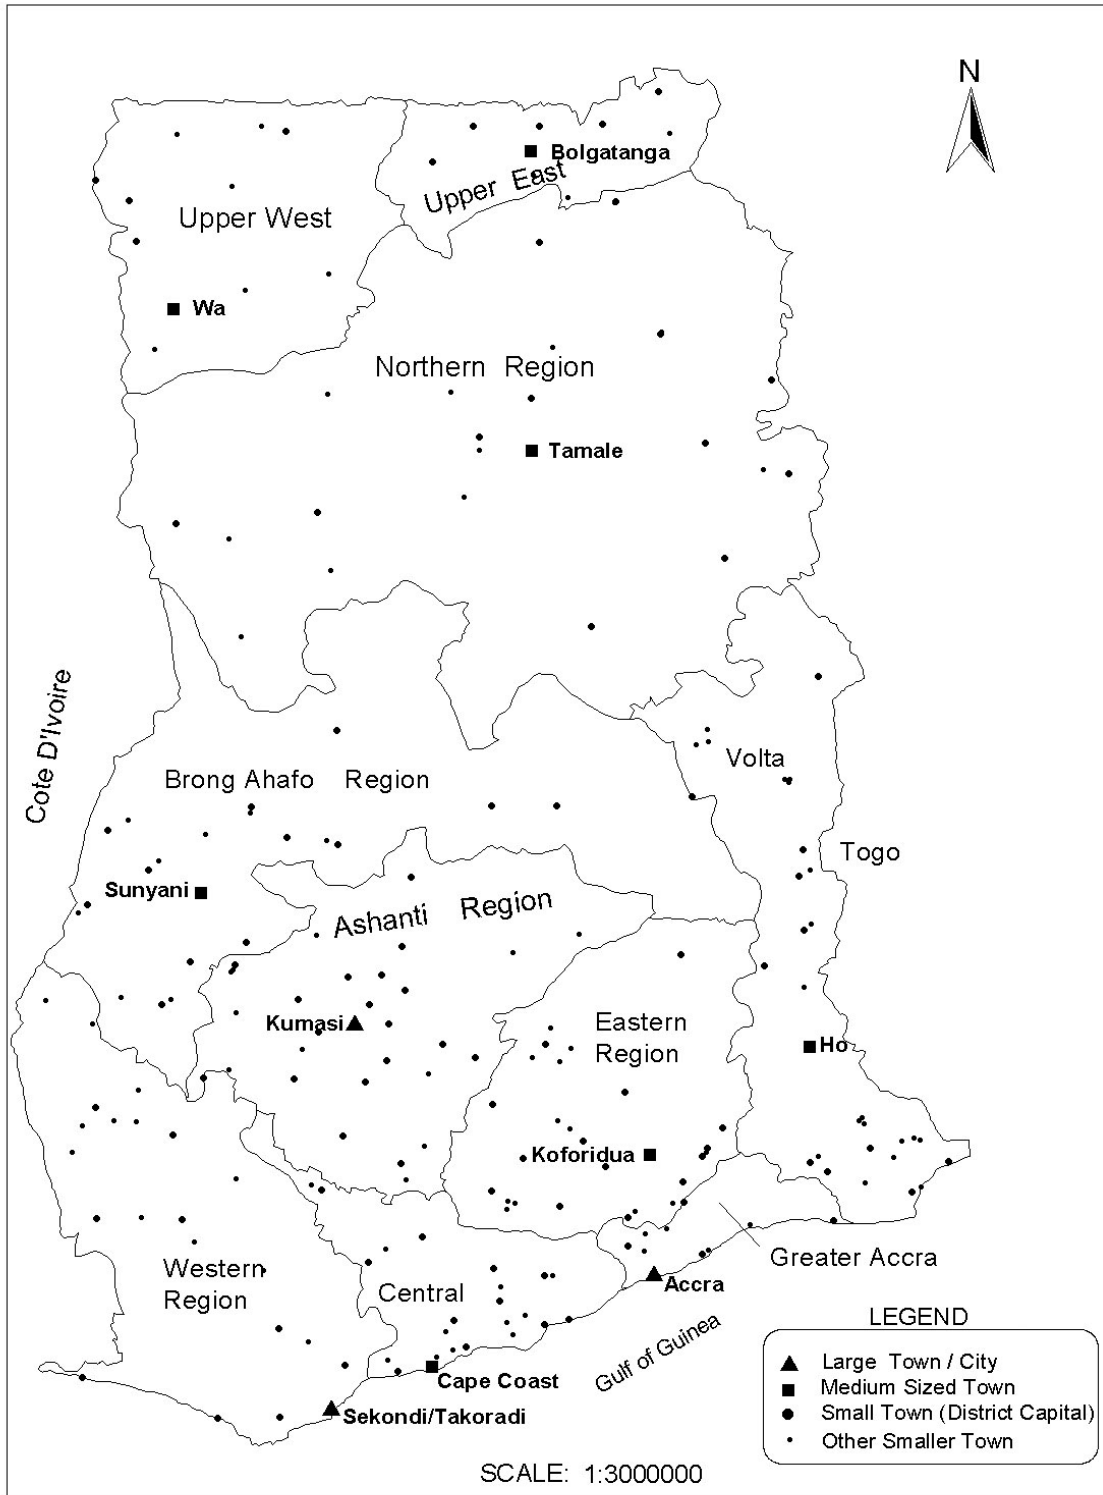 N
Bolgatanga
Upper East
Upper West
Wa
Northern Region
Tamale
Cote D'Ivoire
Volta
Brong Ahafo Region
Togo
Sunyani
Ashanti Region
Kumasi
Eastern
Region
Ho
Koforidua
Greater Accra
Western
Region
Central
Accra
Gulf of Guinea
Cape Coast
Sekondi/Takoradi
LEGEND
Large Town / City
Medium Sized Town
Small Town (District Capital)
Other Smaller Town
SCALE: 1:3000000